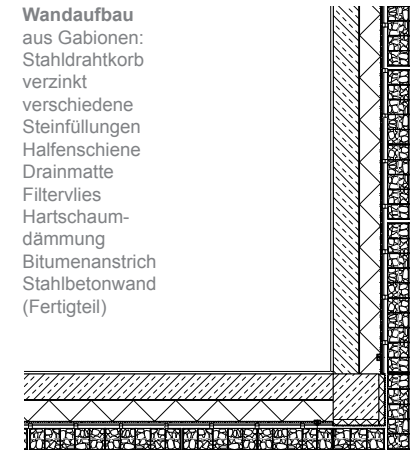 Wandaufbau
aus Gabionen:
Stahldrahtkorb
verzinkt
verschiedene
Steinfüllungen
Halfenschiene
Drainmatte
Filtervlies
Hartschaum-
dämmung
Bitumenanstrich
Stahlbetonwand
(Fertigteil)